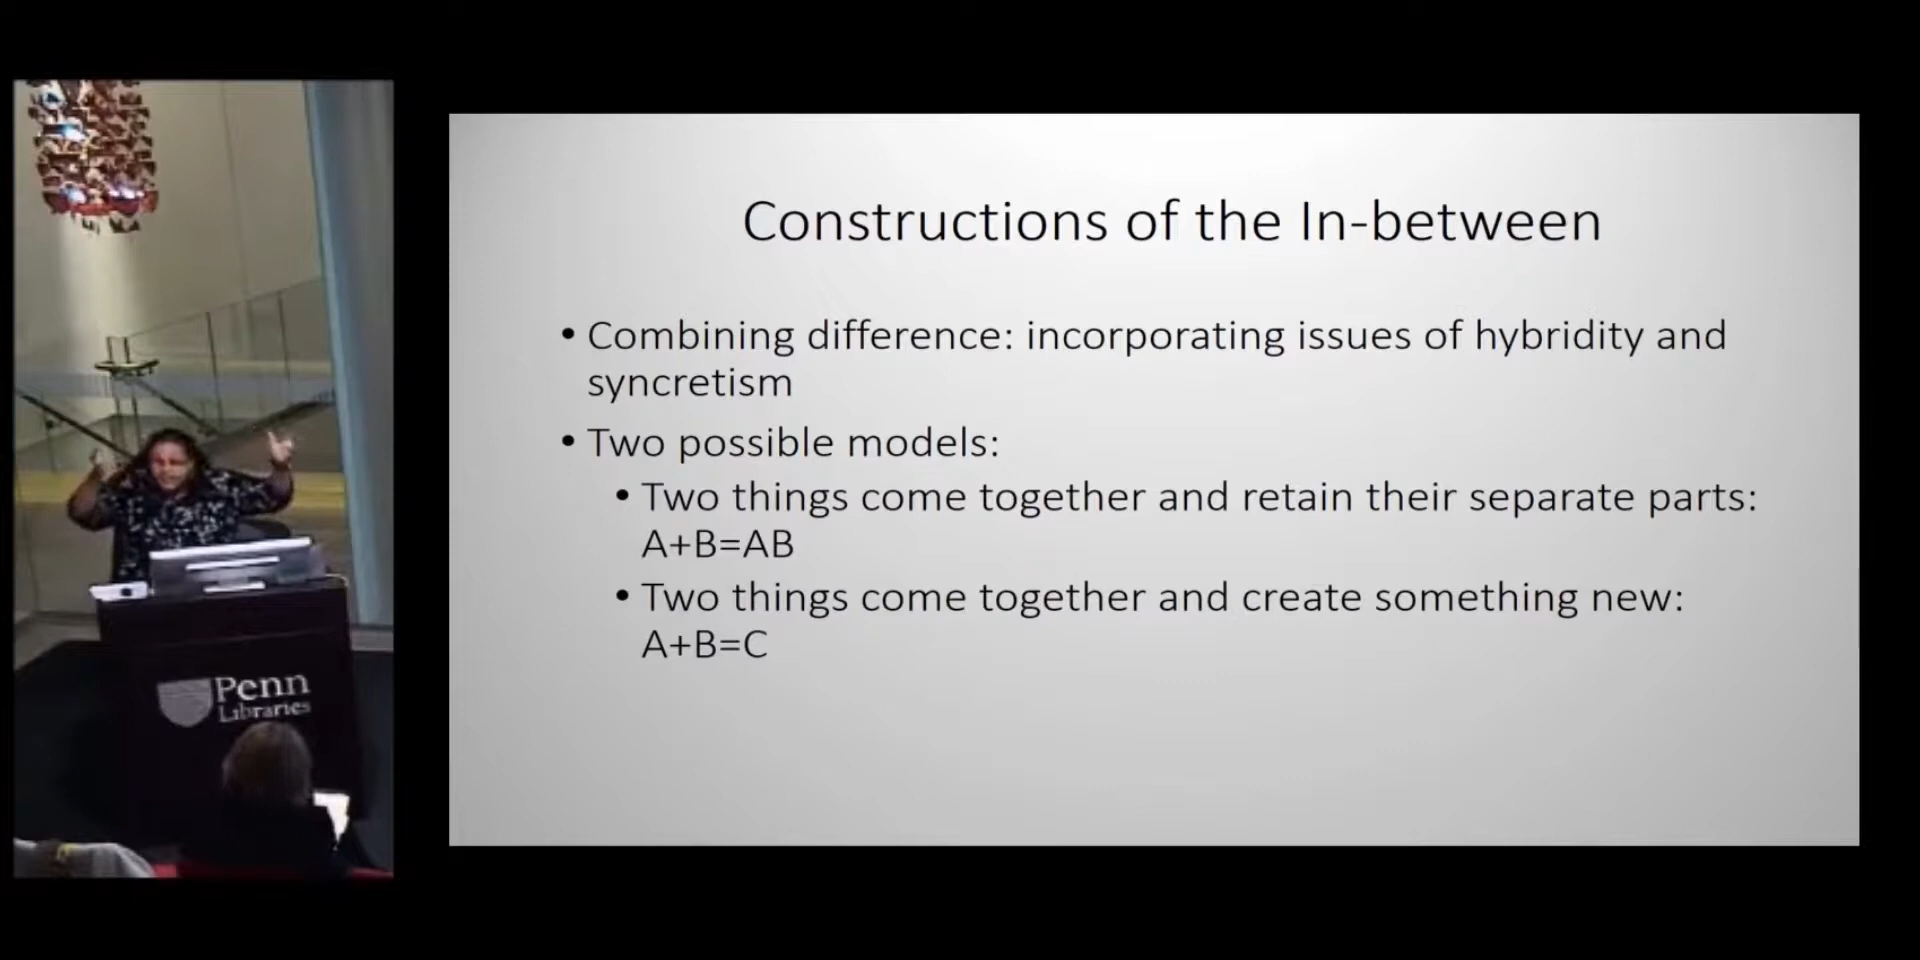 Constructions of the In-between
• Combining difference: incorporating issues of hybridity and
syncretism
• Two possible models:
• Two things come together and retain their separate parts:
A+B=AB
• Two things come together and create something new:
A+B=C
Penn
Libraries